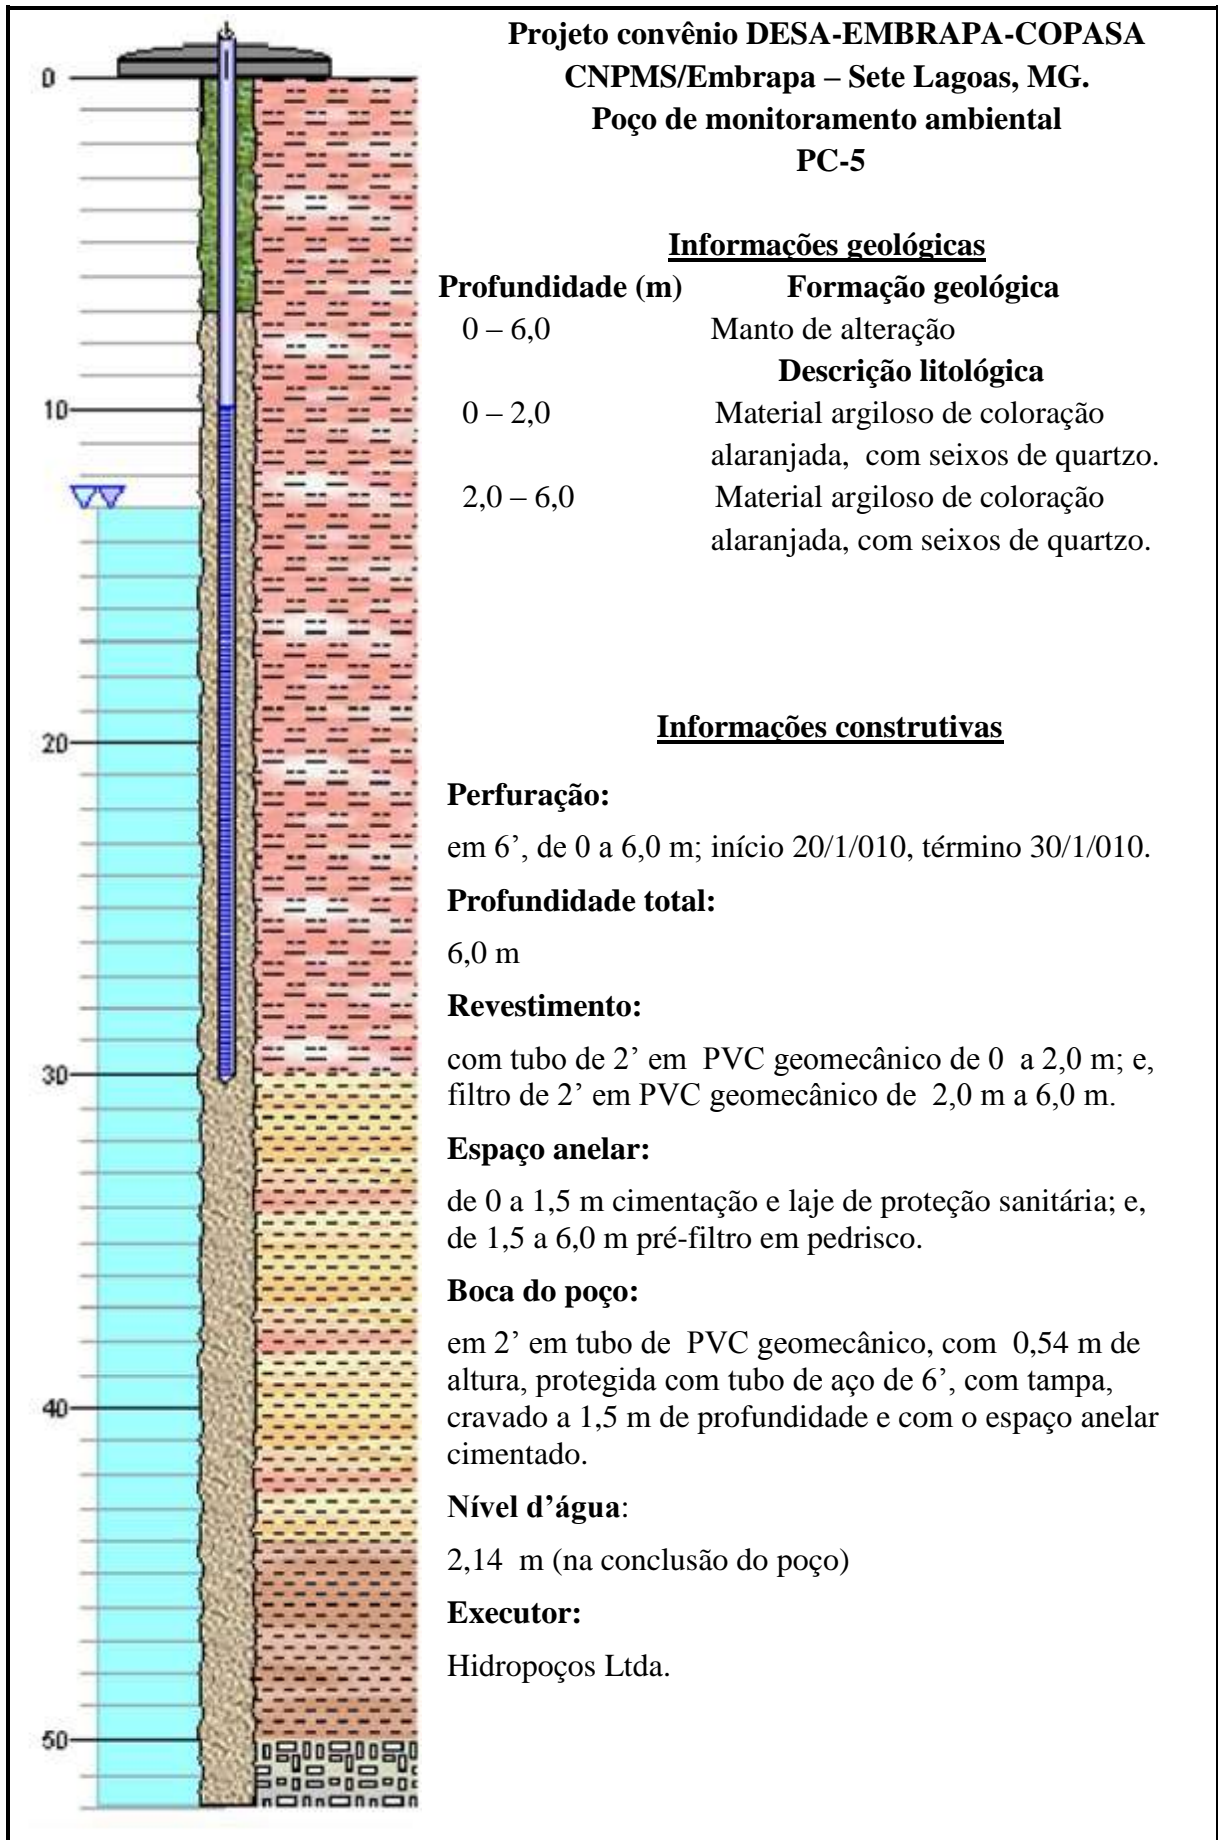 Projeto convênio DESA-EMBRAPA-COPASA
CNPMS/Embrapa – Sete Lagoas, MG.
Poço de monitoramento ambiental
PC-5
Informações geológicas
Profundidade (m) Formação geológica
0 – 6,0 Manto de alteração
Descrição litológica
0 – 2,0 Material argiloso de coloração
alaranjada, com seixos de quartzo.
2,0 – 6,0 Material argiloso de coloração
alaranjada, com seixos de quartzo.
Informações construtivas
Perfuração:
em 6’, de 0 a 6,0 m; início 20/1/010, término 30/1/010.
Profundidade total:
6,0 m
Revestimento:
com tubo de 2’ em PVC geomecânico de 0 a 2,0 m; e,
filtro de 2’ em PVC geomecânico de 2,0 m a 6,0 m.
Espaço anelar:
de 0 a 1,5 m cimentação e laje de proteção sanitária; e,
de 1,5 a 6,0 m pré-filtro em pedrisco.
Boca do poço:
em 2’ em tubo de PVC geomecânico, com 0,54 m de
altura, protegida com tubo de aço de 6’, com tampa,
cravado a 1,5 m de profundidade e com o espaço anelar
cimentado.
Nível d’água:
2,14 m (na conclusão do poço)
Executor:
Hidropoços Ltda.
0
10
20
30
40
50